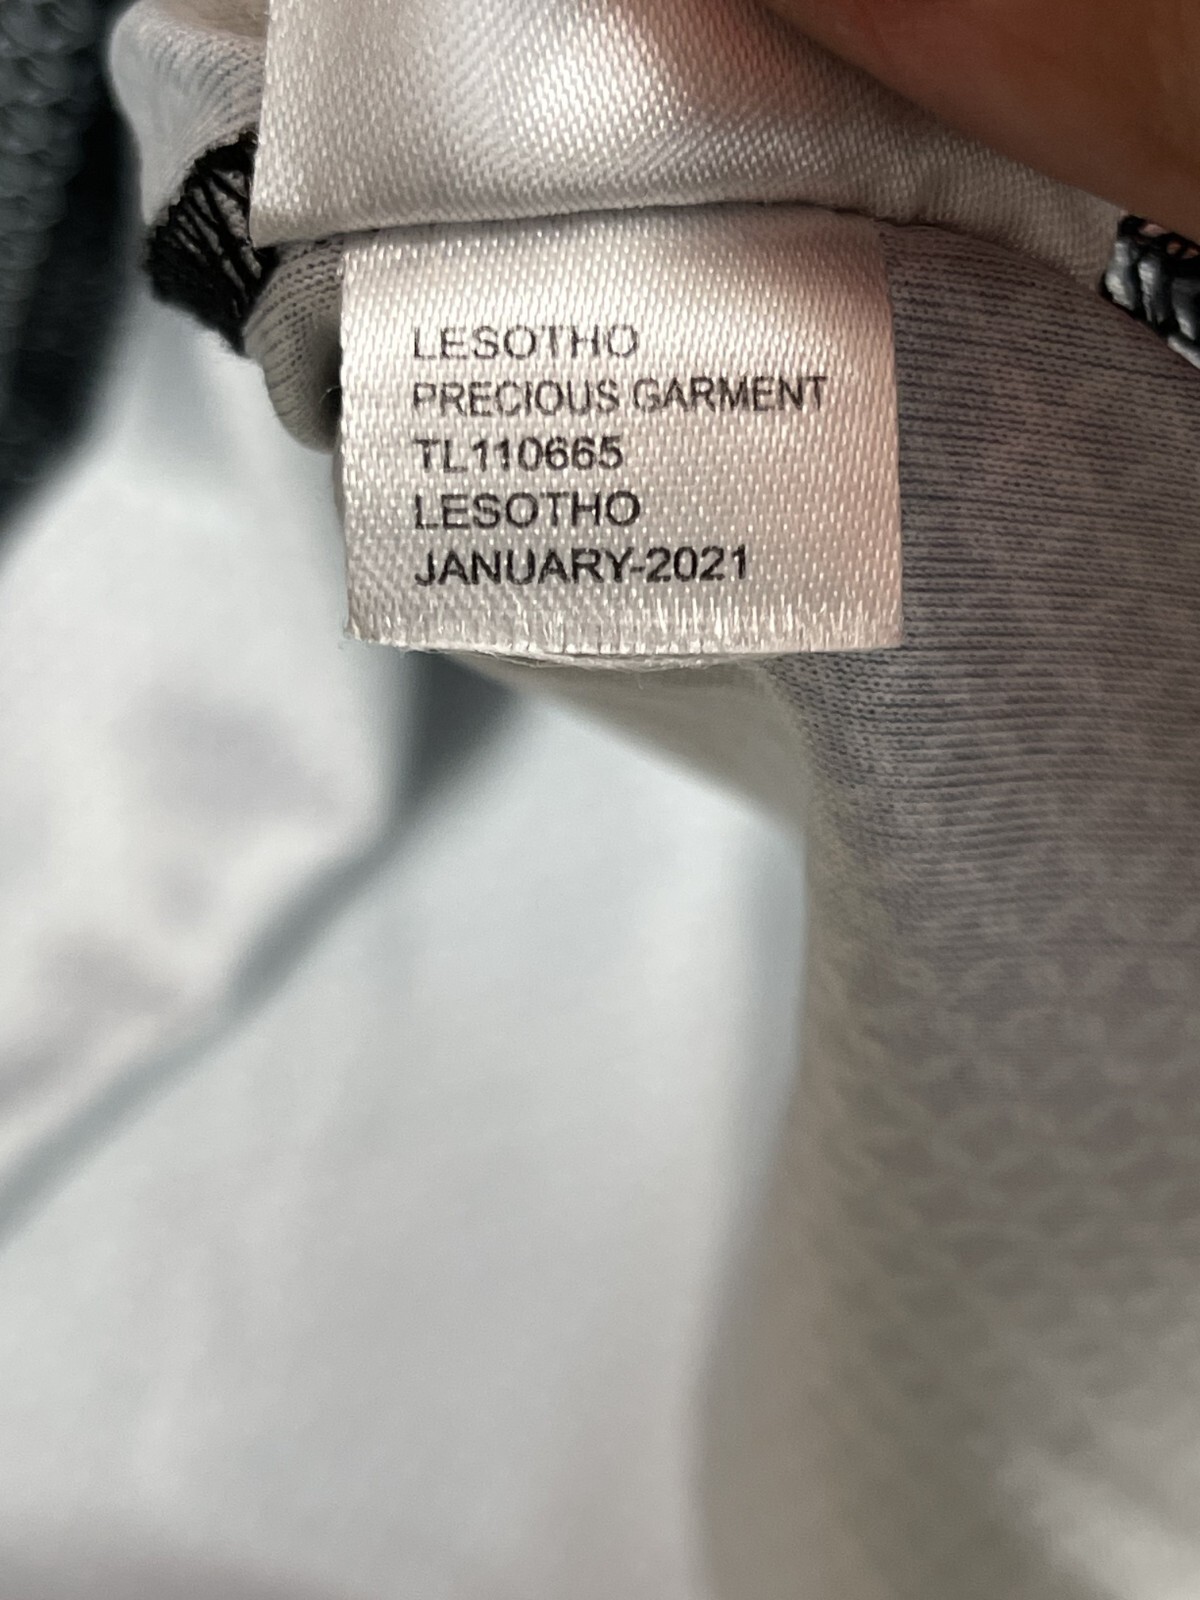 LESOTHO
PRECIOUS GARMENT
TL110665
LESOTHO
JANUARY-2021